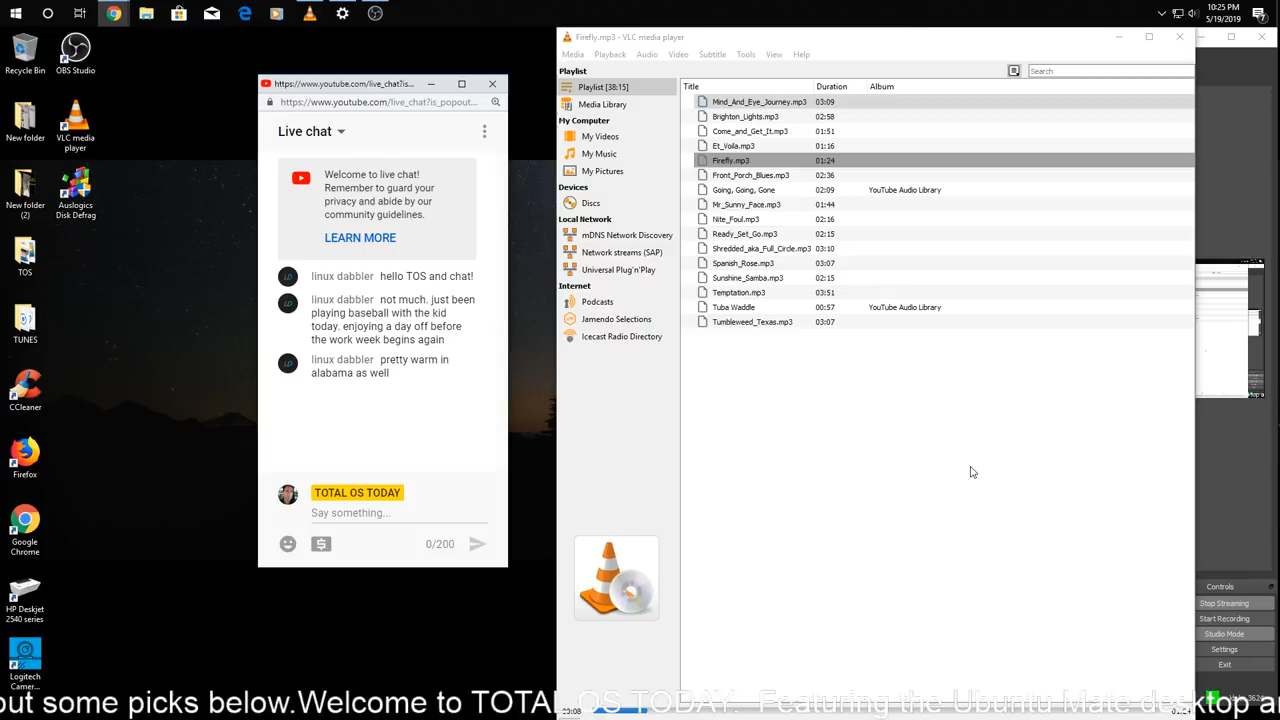 10:25 PM
5/19/2019
7
Recycle Bin
OBS Studio
New folder
VLC media
player
New folder
(2)
Auslogics
Disk Defrag
TOS
TUNES
CCleaner
Firefox
Google
Chrome
HP Deskjet
2540 series
Logitech
Camer...
https://www.youtube.com/live_chat?is...
https://www.youtube.com/live_chat?is_popout...
Live chat
Welcome to live chat!
Remember to guard your
privacy and abide by our
community guidelines.
LEARN MORE
linux dabbler hello TOS and chat!
linux dabbler not much. just been
playing baseball with the kid
today. enjoying a day off before
the work week begins again
linux dabbler pretty warm in
alabama as well
TOTAL OS TODAY
Say something...
0/200
Firefly.mp3 - VLC media player
Media Playback Audio Video Subtitle Tools View Help
Playlist
Search
Playlist [38:15]
Media Library
My Computer
My Videos
My Music
My Pictures
Devices
Discs
Local Network
mDNS Network Discovery
Network streams (SAP)
Universal Plug'n'Play
Internet
Podcasts
Jamendo Selections
Icecast Radio Directory
Title Duration Album
Mind_And_Eye_Journey.mp3 03:09
Brighton_Lights.mp3 02:58
Come_and_Get_It.mp3 01:51
Et_Voila.mp3 01:16
Firefly.mp3 01:24
Front_Porch_Blues.mp3 02:36
Going, Going, Gone 02:09 YouTube Audio Library
Mr_Sunny_Face.mp3 01:44
Nite_Foul.mp3 02:16
Ready_Set_Go.mp3 02:15
Shredded_aka_Full_Circle.mp3 03:10
Spanish_Rose.mp3 03:07
Sunshine_Samba.mp3 02:15
Temptation.mp3 03:51
Tuba Waddle 00:57 YouTube Audio Library
Tumbleweed_Texas.mp3 03:07
Controls
Stop Streaming
Start Recording
Studio Mode
Settings
Exit
out some picks below.Welcome to TOTAL OS TODAY. Featuring the Ubuntu Mate desktop a